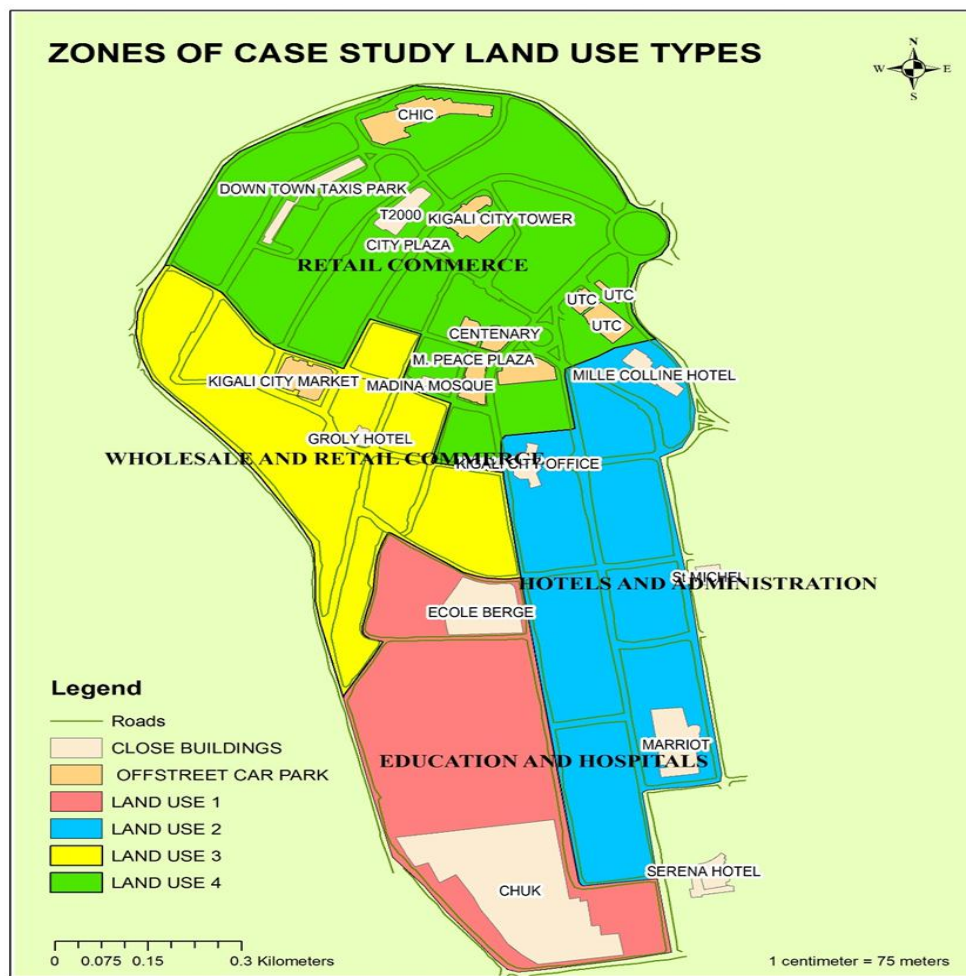 ZONES OF CASE STUDY LAND USE TYPES
N
W E
S
CHIC
DOWN TOWN TAXIS PARK
T2000
KIGALI CITY TOWER
CITY PLAZA
RETAIL COMMERCE
UTC
UTC
UTC
CENTENARY
M. PEACE PLAZA
KIGALI CITY MARKET
MADINA MOSQUE
MILLE COLLINE HOTEL
GROLY HOTEL
WHOLESALE AND RETAIL COMMERCE
KIGALI CITY OFFICE
St MICHEL
HOTELS AND ADMINISTRATION
ECOLE BERGE
MARRIOT
EDUCATION AND HOSPITALS
SERENA HOTEL
CHUK
Legend
Roads
CLOSE BUILDINGS
OFFSTREET CAR PARK
LAND USE 1
LAND USE 2
LAND USE 3
LAND USE 4
0 0.075 0.15 0.3 Kilometers
1 centimeter = 75 meters